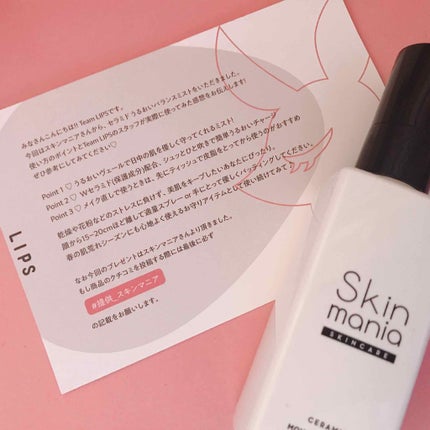 みなさんこんにちは!! Team LIPSです。
今回はスキンマニアさんから、セラミド うるおいバランスミストをいただきました。
使い方のポイントとTeam LIPSのスタッフが実際に使ってみた感想をお伝えします!
ぜひ参考にしてみてください♡
Point 1 ♡ うるおいヴェールで日中の肌を優しく守ってくれるミスト!
Point 2 ♡ Wセラミド(保護成分)配合、シュッとひと吹きで簡単うるおいチャージ
Point 3 ♡ メイク直しで使うときは、先にティッシュで皮脂をとってから使うのがおすすめ
乾燥や花粉などのストレスに負けず、美肌をキープしたいあなたにぴったり。
顔から15~20cmほど離して適量スプレー or 手にとって優しくパッティングしてください。
春の肌荒れシーズンにも心地よく使えるお守りアイテムとして使い続けてみて
なお今回のプレゼントはスキンマニアさんより頂きました。
もし商品のクチコミを投稿する際には最後に必ず
#提供_スキンマニア
の記載をお願いします。
LIPS
Skin
mania
SKINCARE
CERAM